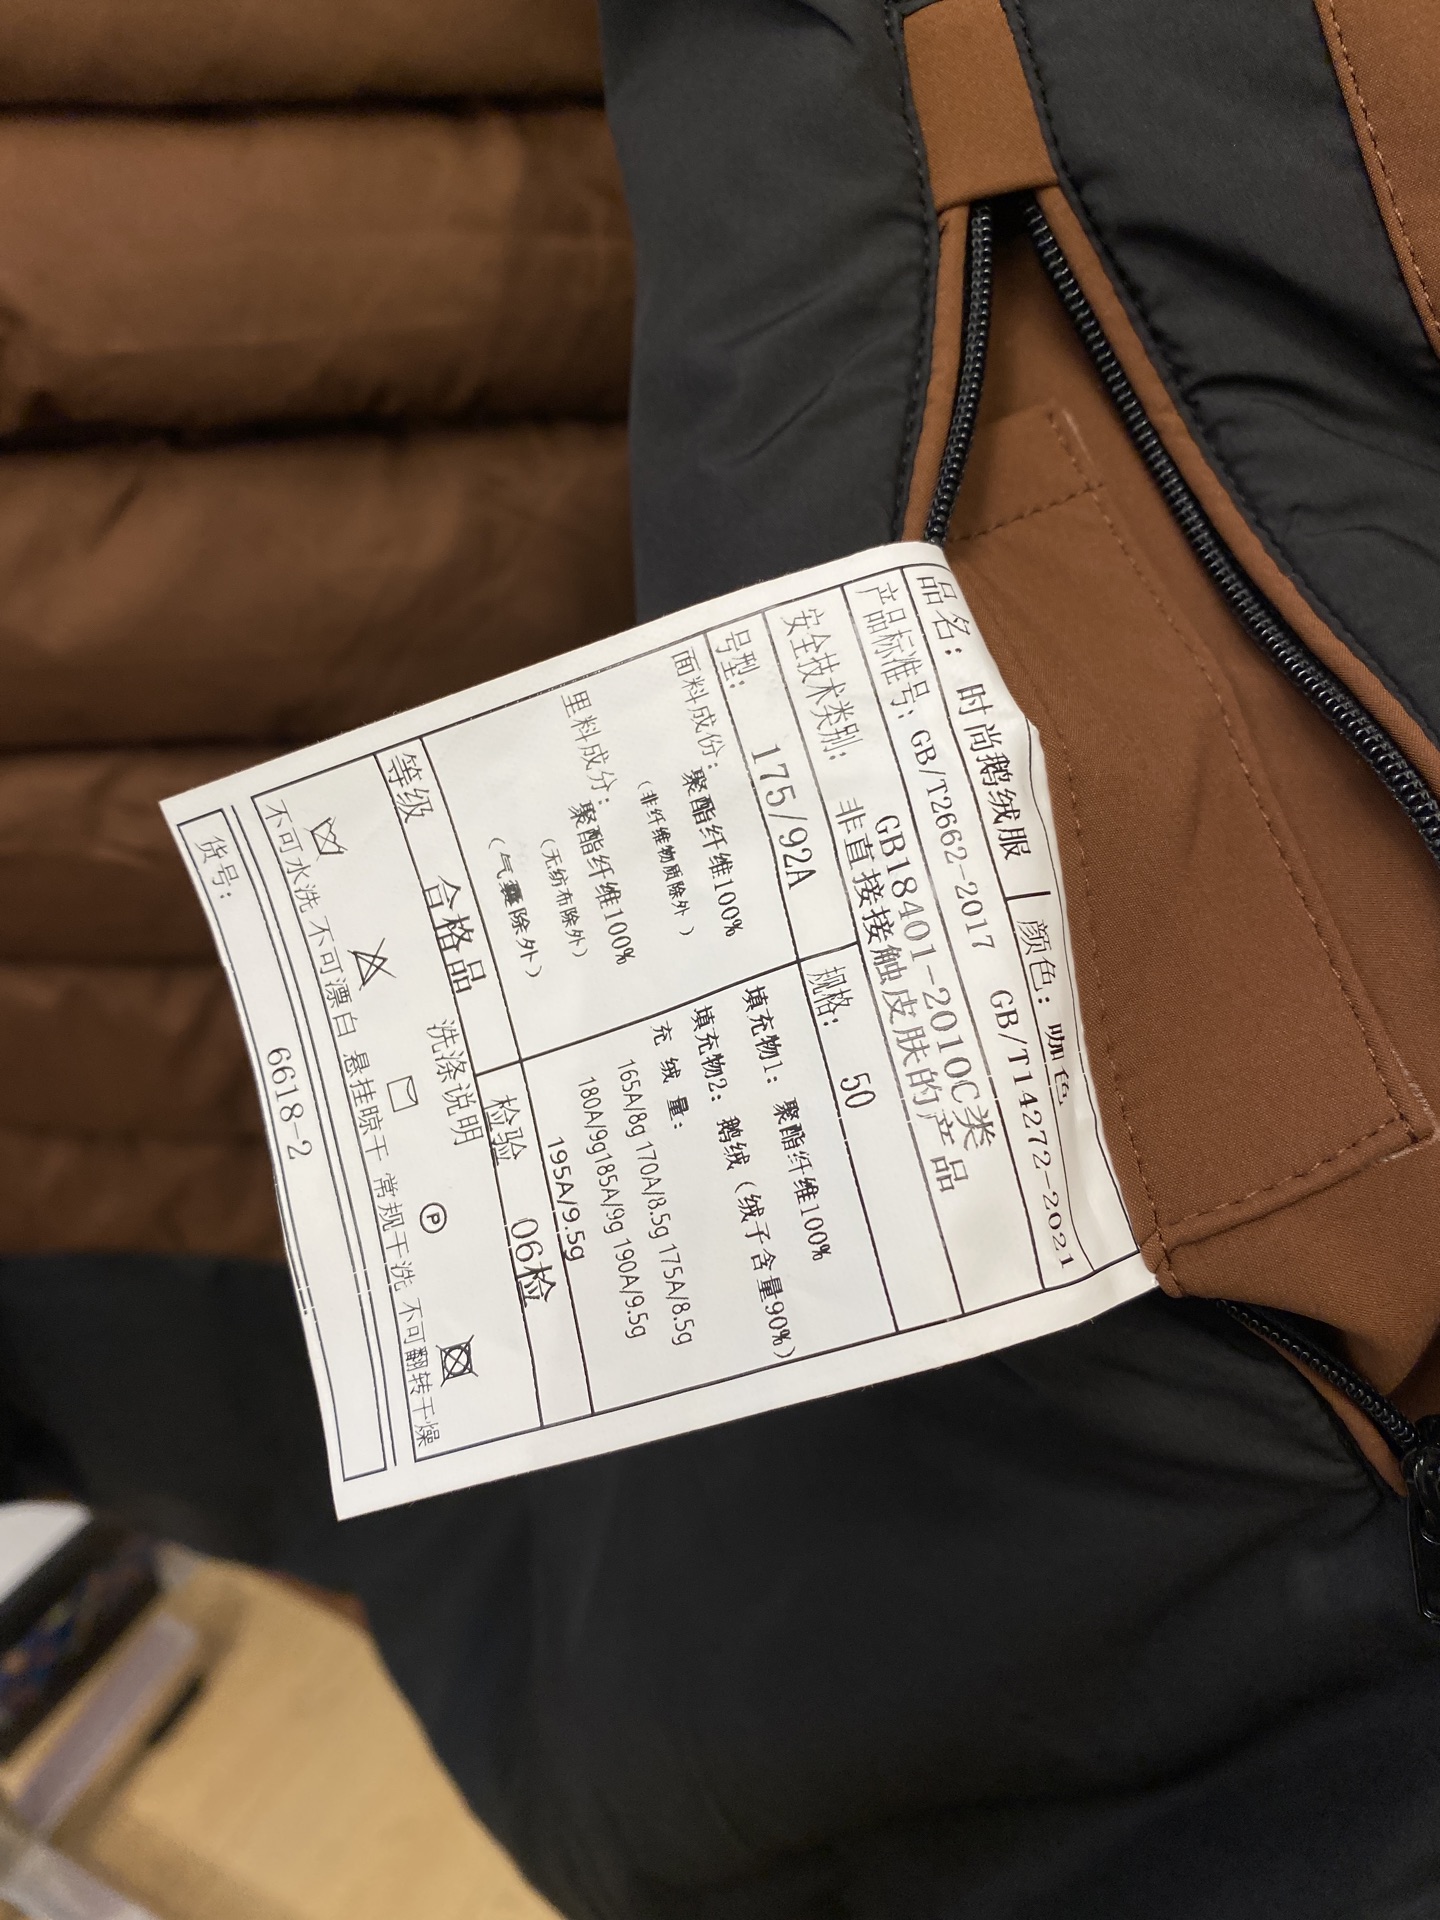 品名： 时尚鹅绒服 颜色： 咖色
产品标准号： GB/T2662-2017 GB/T14272-2021
安全技术类别： GB18401-2010C类
非直接接触皮肤的产品
号型： 175/92A 规格： 50
面料成份： 聚酯纤维100%
（非纤维物质除外）
里料成分： 聚酯纤维100%
（无纺布除外）
（气囊除外）
填充物1： 聚酯纤维100%
填充物2： 鹅绒（绒子含量90%）
充绒量：
165A/8g 170A/8.5g 175A/8.5g
180A/9g185A/9g 190A/9.5g
195A/9.5g
等级 合格品 检验 06检
洗涤说明
P
不可水洗 不可漂白 悬挂晾干 常规干洗 不可翻转干燥
货号： 6618-2